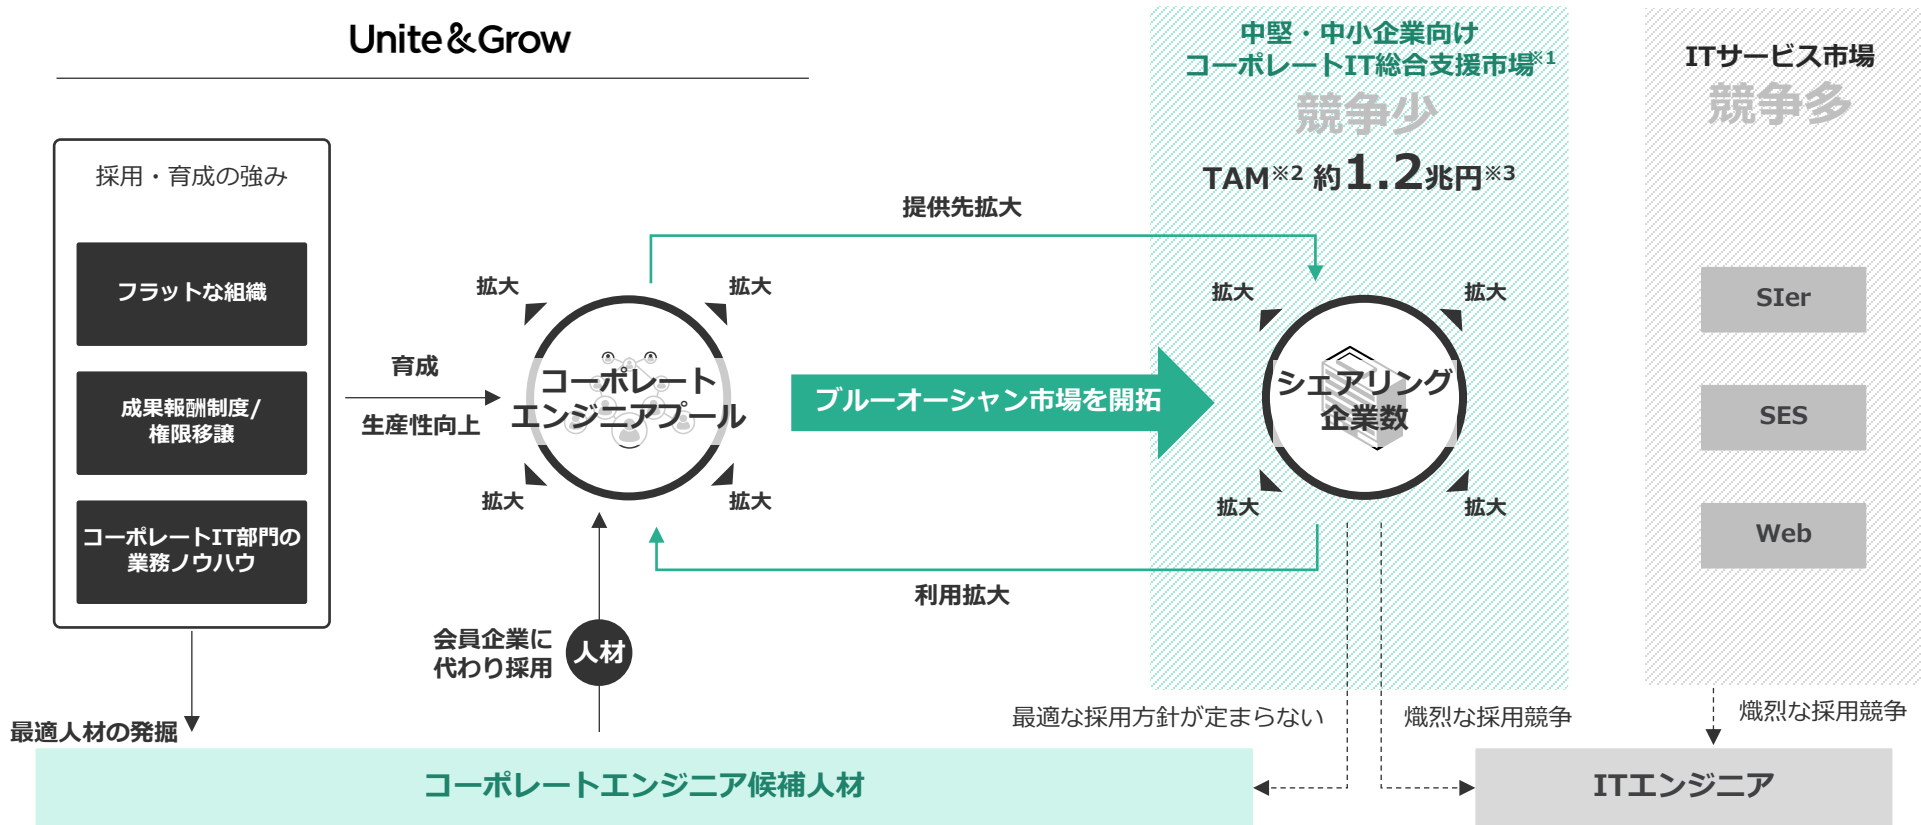 Unite&Grow
中堅・中小企業向け
コーポレートIT総合支援市場※1
競争少
TAM※2 約1.2兆円※3
ITサービス市場
競争多
採用・育成の強み
フラットな組織
成果報酬制度/
権限移譲
コーポレートIT部門の
業務ノウハウ
育成
生産性向上
提供先拡大
拡大
拡大
コーポレート
エンジニアプール
拡大
拡大
ブルーオーシャン市場を開拓
拡大
拡大
シェアリング
企業数
拡大
拡大
利用拡大
SIer
SES
Web
会員企業に
代わり採用
人材
最適人材の発掘
最適な採用方針が定まらない
熾烈な採用競争
熾烈な採用競争
コーポレートエンジニア候補人材
ITエンジニア